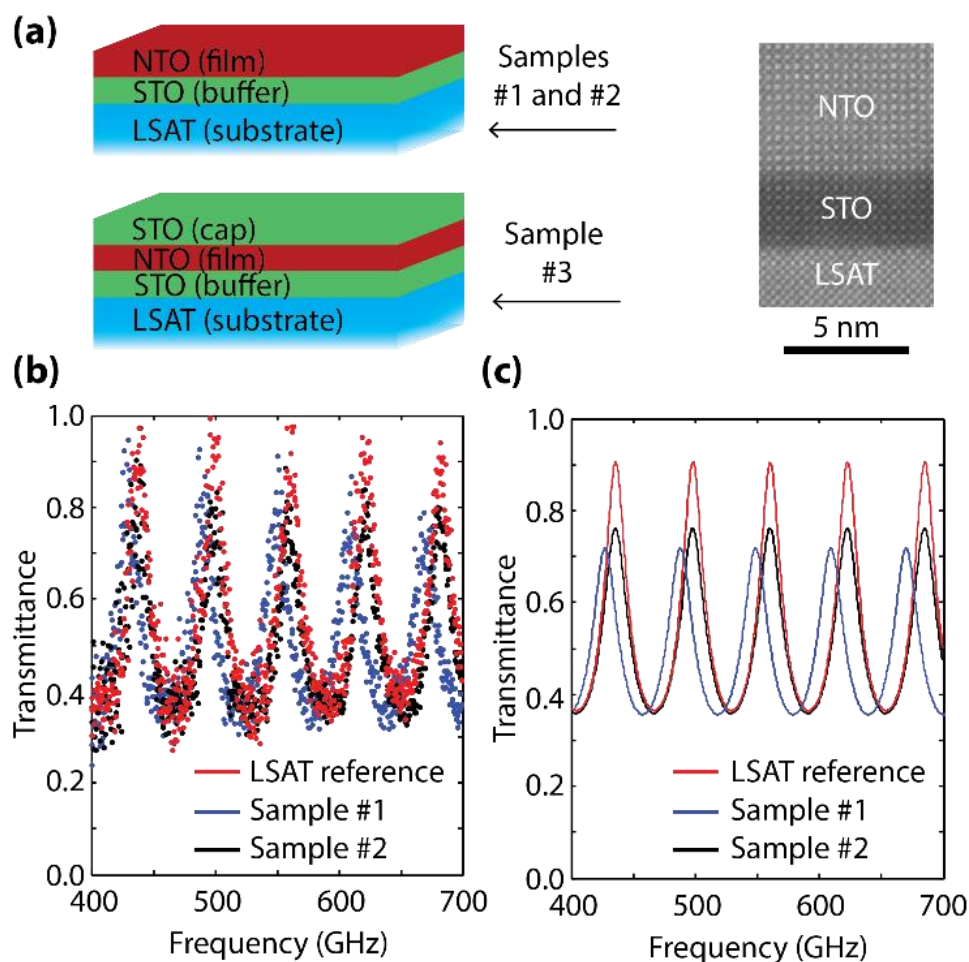 (a)
NTO (film)
STO (buffer)
LSAT (substrate)
Samples
#1 and #2
STO (cap)
NTO (film)
STO (buffer)
LSAT (substrate)
Sample
#3
NTO
STO
LSAT
5 nm
(b)
Transmittance
1.0
0.8
0.6
0.4
0.2
0.0
LSAT reference
Sample #1
Sample #2
400
500
600
700
Frequency (GHz)
(c)
Transmittance
1.0
0.8
0.6
0.4
0.2
0.0
LSAT reference
Sample #1
Sample #2
400
500
600
700
Frequency (GHz)